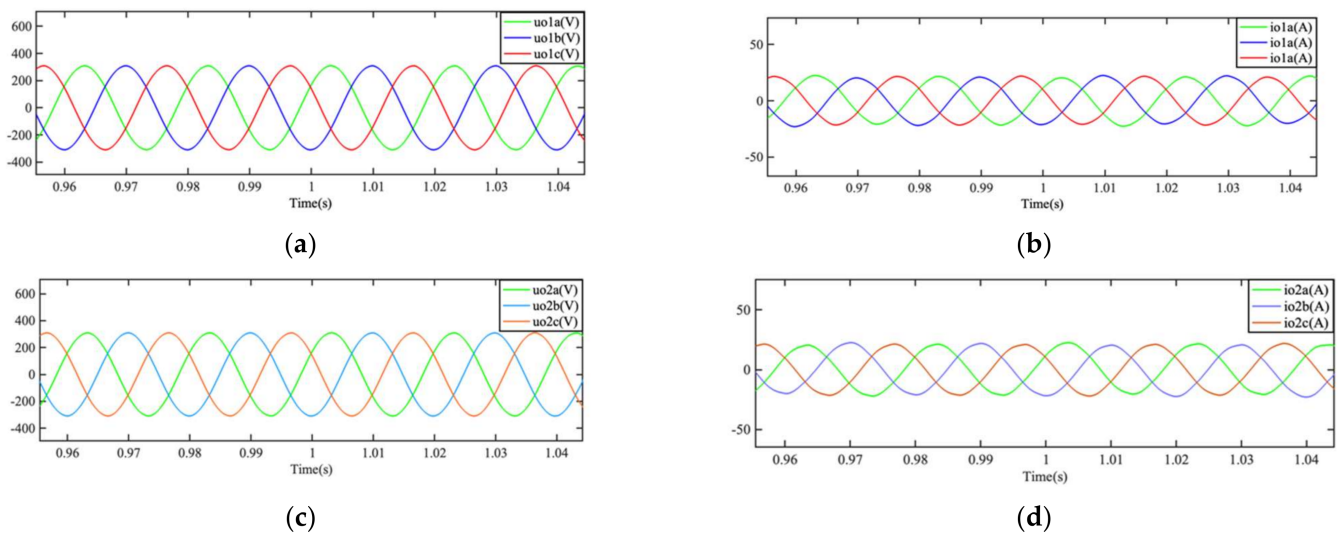 600
400
200
0
-200
-400
uo1a(V)
uo1b(V)
uo1c(V)
0.96 0.97 0.98 0.99 1 1.01 1.02 1.03 1.04
Time(s)
(a)
50
0
-50
io1a(A)
io1a(A)
io1a(A)
0.96 0.97 0.98 0.99 1 1.01 1.02 1.03 1.04
Time(s)
(b)
600
400
200
0
-200
-400
uo2a(V)
uo2b(V)
uo2c(V)
0.96 0.97 0.98 0.99 1 1.01 1.02 1.03 1.04
Time(s)
(c)
50
0
-50
io2a(A)
io2b(A)
io2c(A)
0.96 0.97 0.98 0.99 1 1.01 1.02 1.03 1.04
Time(s)
(d)